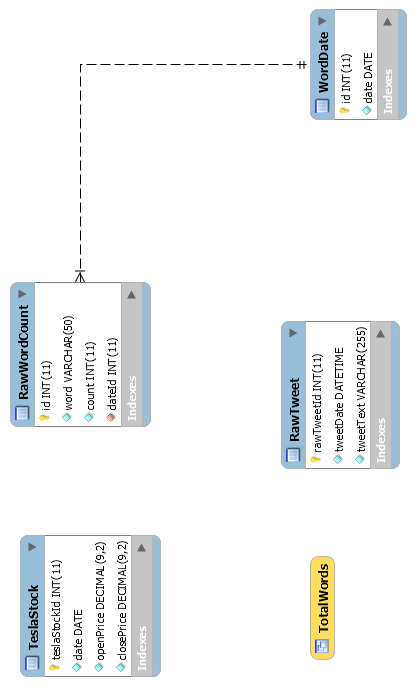 TeslaStock
teslaStockId INT(11)
date DATE
openPrice DECIMAL(9,2)
closePrice DECIMAL(9,2)
Indexes
RawWordCount
id INT(11)
word VARCHAR(50)
count INT(11)
dateId INT(11)
Indexes
WordDate
id INT(11)
date DATE
Indexes
TotalWords
RawTweet
rawTweetId INT(11)
tweetDate DATETIME
tweetText VARCHAR(255)
Indexes